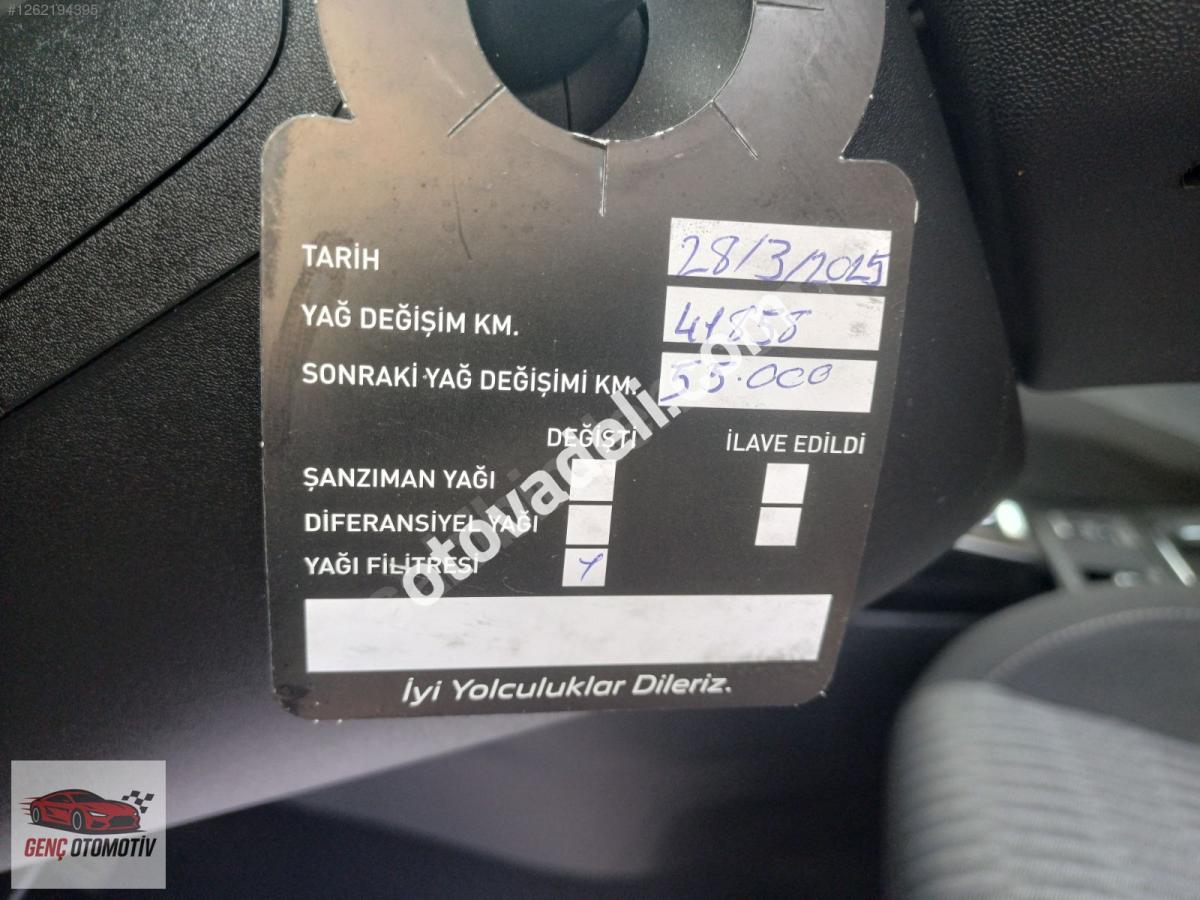 #1262194395
TARİH 28/3/2025
YAĞ DEĞİŞİM KM. 41858
SONRAKİ YAĞ DEĞİŞİMİ KM. 55.000
DEĞİŞTİ İLAVE EDİLDİ
ŞANZIMAN YAĞI
DİFERANSİYEL YAĞI
YAĞI FİLİTRESİ
İyi Yolculuklar Dileriz.
GENÇ OTOMOTİV